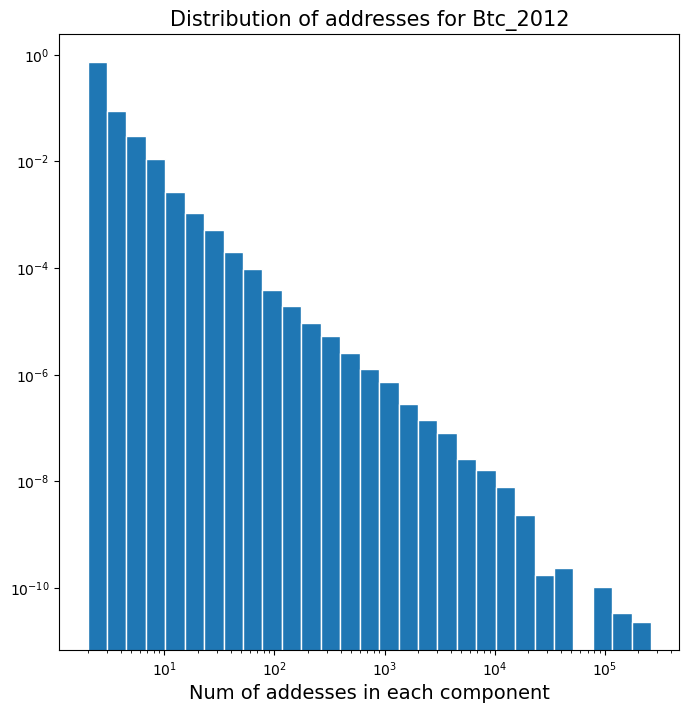 Distribution of addresses for Btc_2012
10⁰
10⁻²
10⁻⁴
10⁻⁶
10⁻⁸
10⁻¹⁰
10¹ 10² 10³ 10⁴ 10⁵
Num of addesses in each component